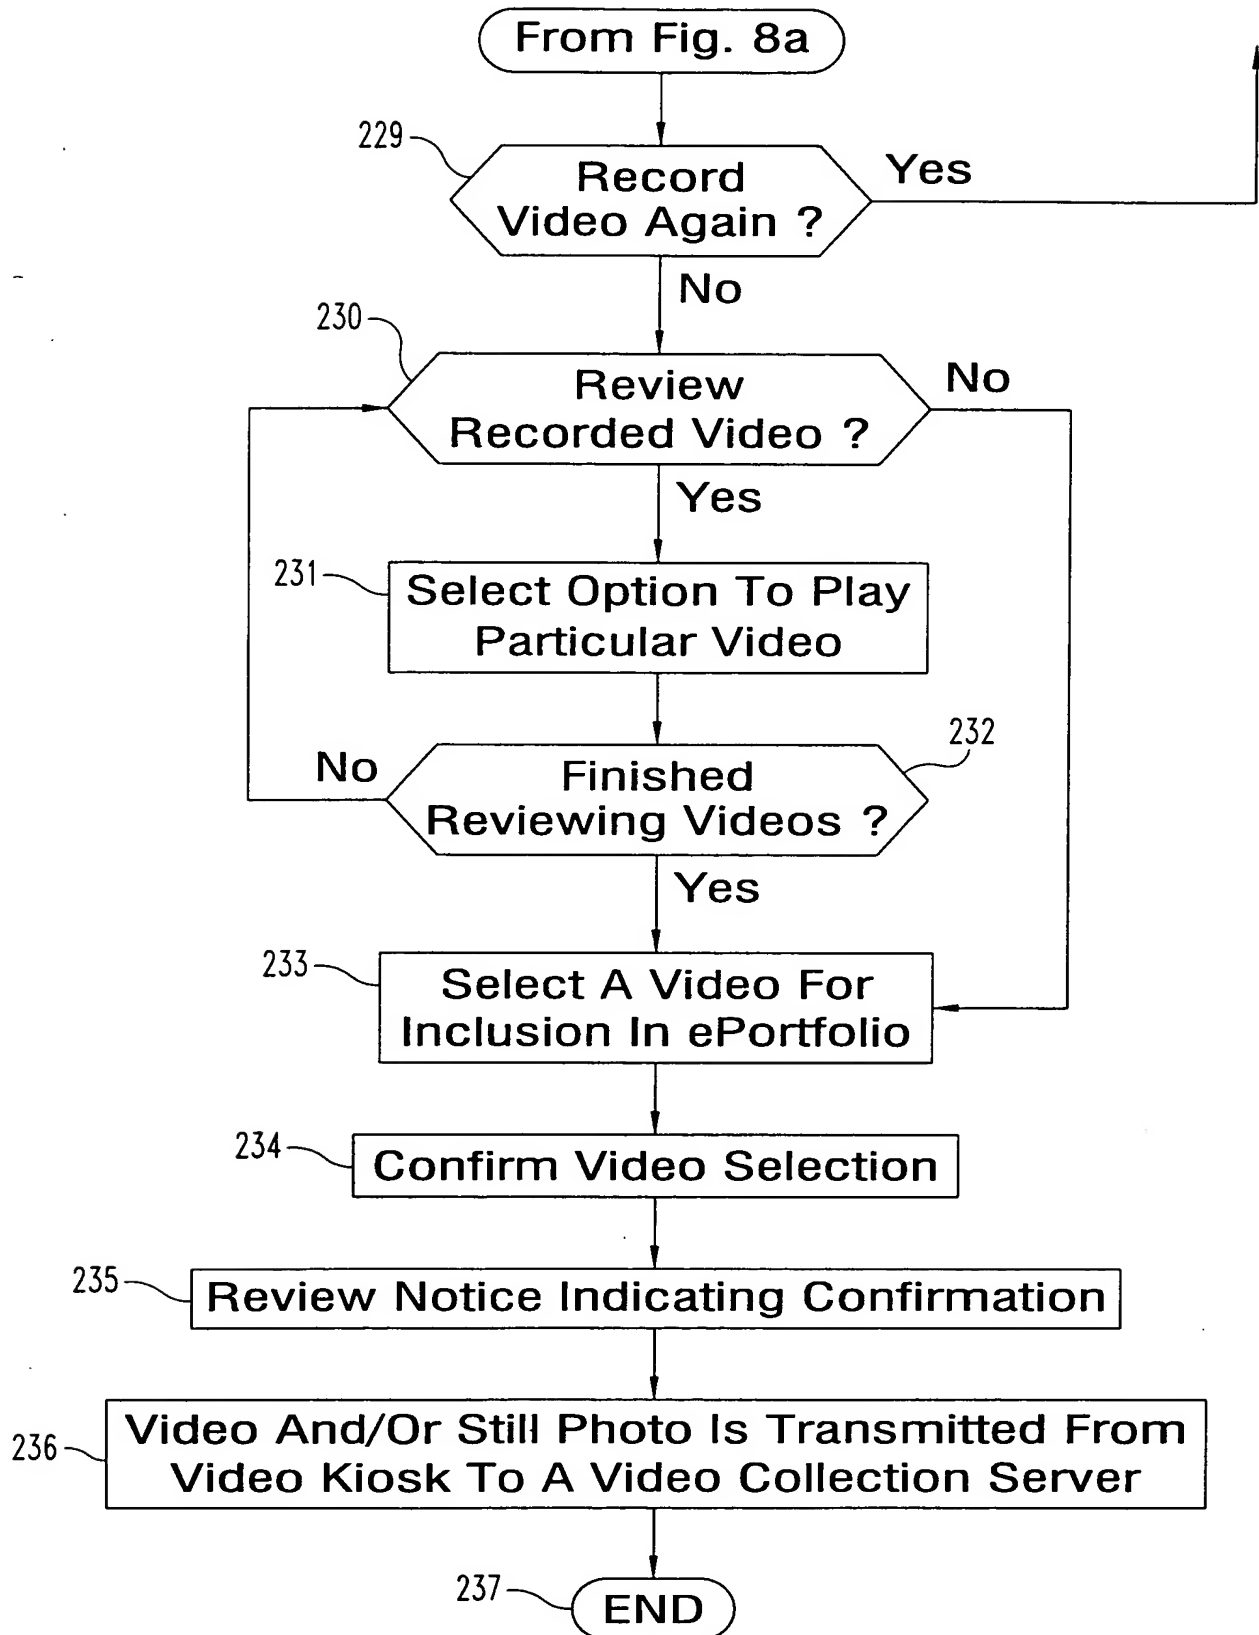 From Fig. 8a
229
Record
Video Again ?
Yes
No
230
Review
Recorded Video ?
No
Yes
231
Select Option To Play
Particular Video
232
No
Finished
Reviewing Videos ?
Yes
233
Select A Video For
Inclusion In ePortfolio
234
Confirm Video Selection
235
Review Notice Indicating Confirmation
236
Video And/Or Still Photo Is Transmitted From
Video Kiosk To A Video Collection Server
237
END